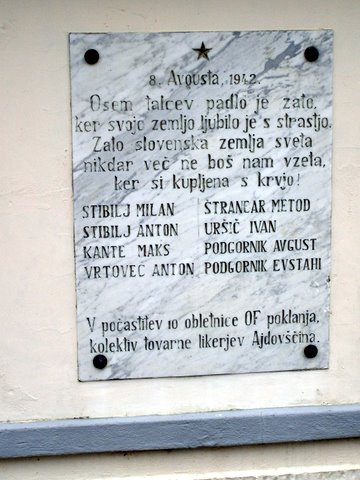 8. Avgusta, 1942.
Osem talcev padlo je zato,
ker svojo zemljo ljubilo je s strastjo.
Zato slovenska zemlja sveta
nikdar več ne boš nam vzeta,
ker si kupljena s krvjo!
STIBILJ MILAN
STIBILJ ANTON
KANTE MAKS
VRTOVEČ ANTON
STRANCAR METOD
URŠIČ IVAN
PODGORNIK AVGUST
PODGORNIK EVSTAHI
V počastitev 10 obletnice OF poklanja,
kolektiv tovarne likerjev Ajdovščina.